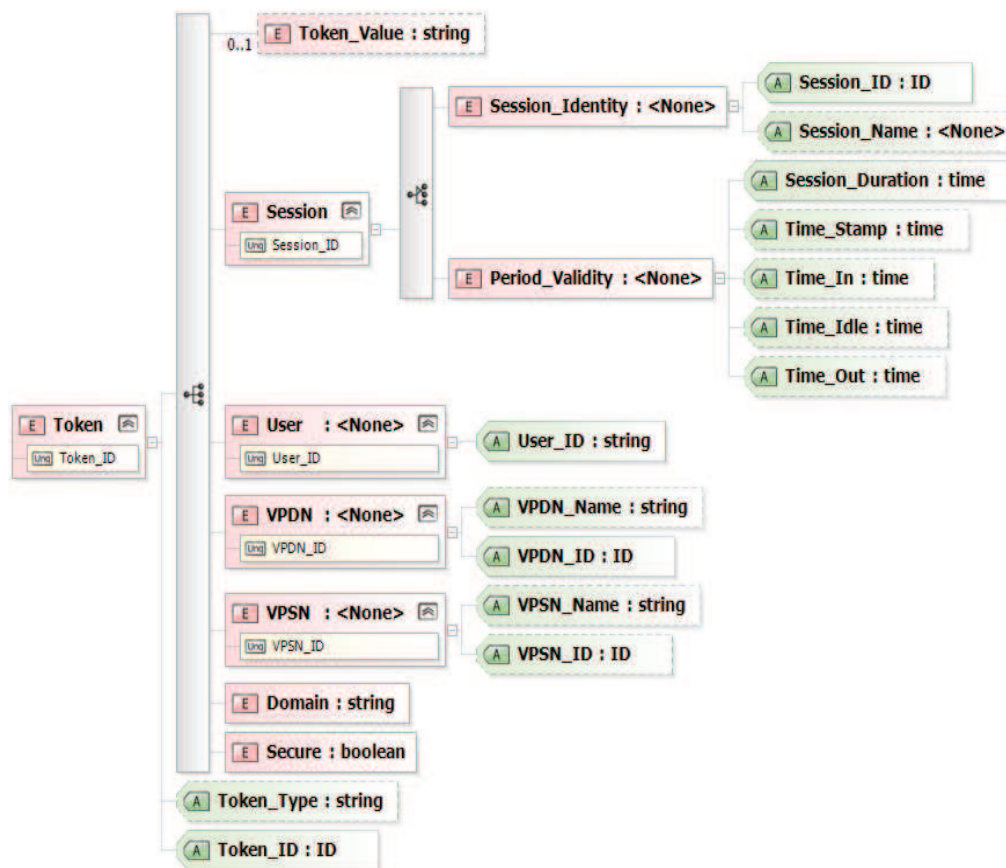 E Token_Value : string
0..1
E Session_Identity : <None>
A Session_ID : ID
A Session_Name : <None>
E Session
Unq Session_ID
E Period_Validity : <None>
A Session_Duration : time
A Time_Stamp : time
A Time_In : time
A Time_Idle : time
A Time_Out : time
E Token
Unq Token_ID
E User : <None>
Unq User_ID
A User_ID : string
E VPDN : <None>
Unq VPDN_ID
A VPDN_Name : string
A VPDN_ID : ID
E VPSN : <None>
Unq VPSN_ID
A VPSN_Name : string
A VPSN_ID : ID
E Domain : string
E Secure : boolean
A Token_Type : string
A Token_ID : ID